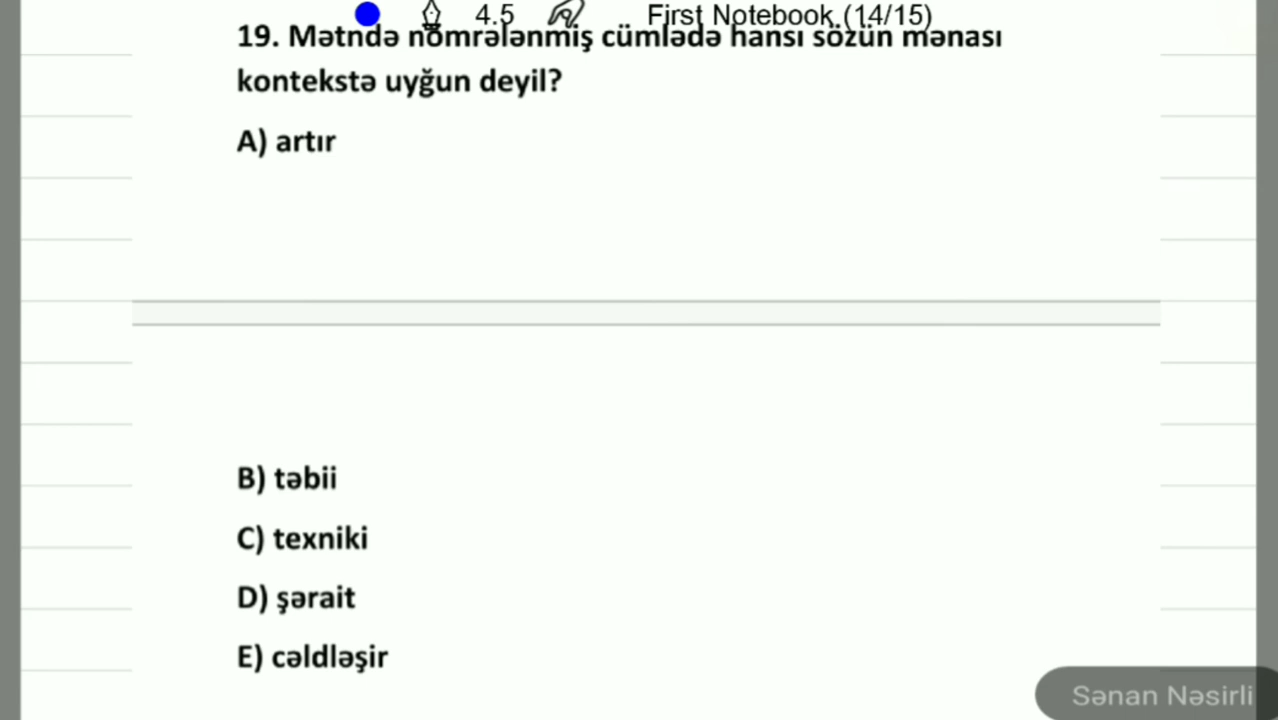 4.5 First Notebook (14/15)
19. Mətndə nömrələnmiş cümlədə hansı sözün mənası
kontekstə uyğun deyil?
A) artır
B) təbii
C) texniki
D) şərait
E) cəldləşir
Sənan Nəsirli